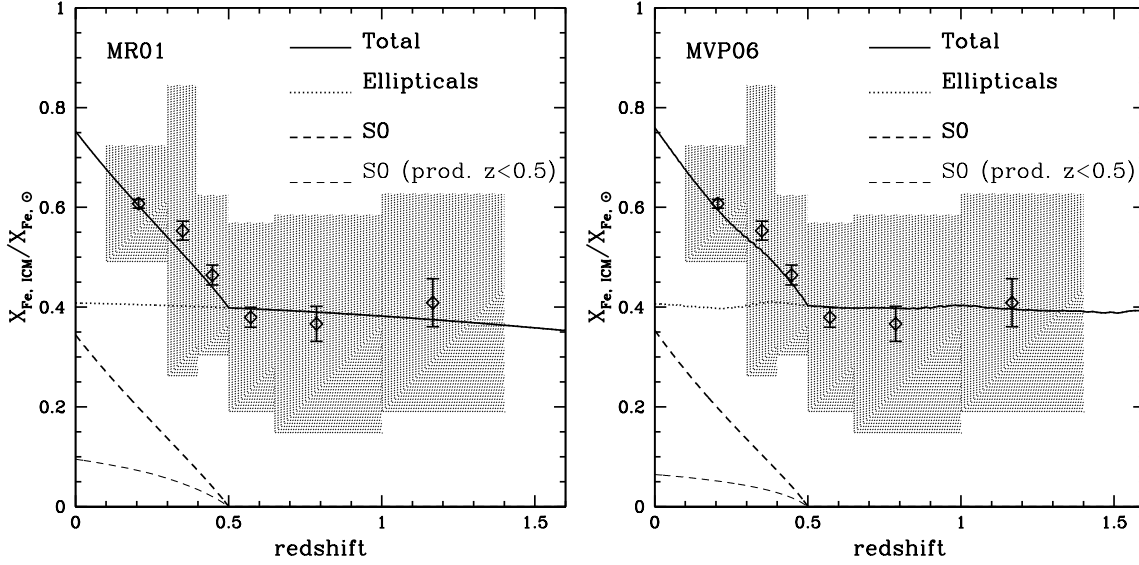 MR01
Total
Ellipticals
S0
S0 (prod. z<0.5)
X_Fe, ICM/X_Fe, ⊙
1
0.8
0.6
0.4
0.2
0
0 0.5 1 1.5
redshift
MVP06
Total
Ellipticals
S0
S0 (prod. z<0.5)
X_Fe, ICM/X_Fe, ⊙
1
0.8
0.6
0.4
0.2
0
0 0.5 1 1.5
redshift